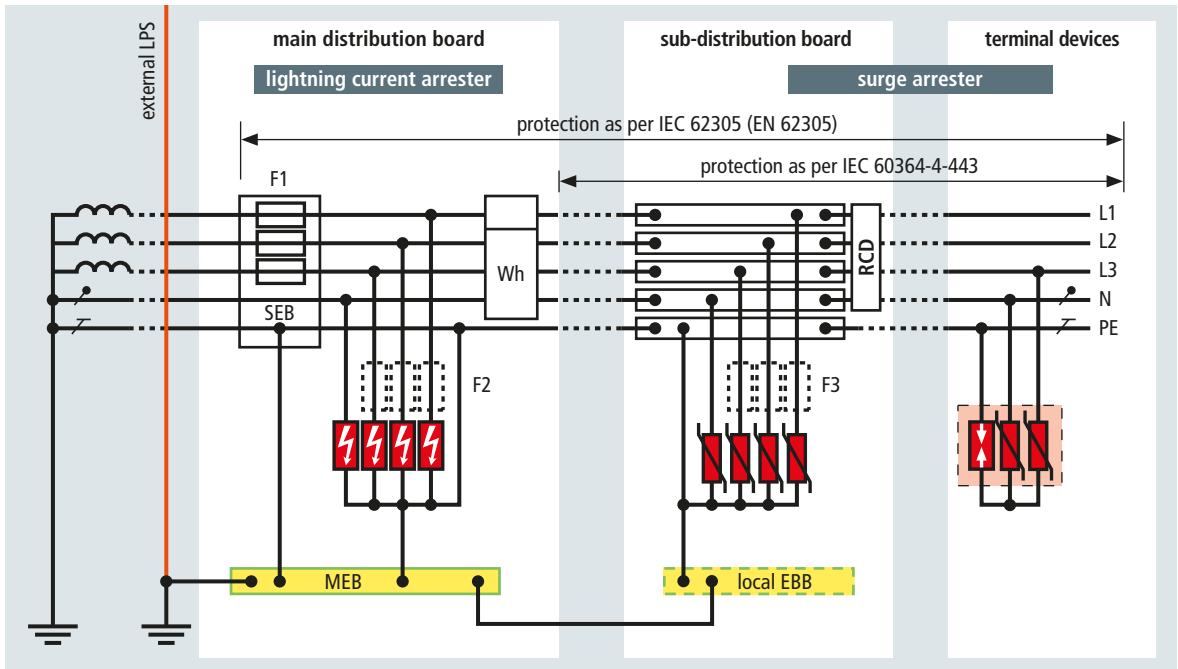 external LPS
main distribution board
sub-distribution board
terminal devices
lightning current arrester
surge arrester
protection as per IEC 62305 (EN 62305)
protection as per IEC 60364-4-443
F1
L1
L2
Wh
RCD
L3
N
SEB
PE
F2
F3
MEB
local EBB